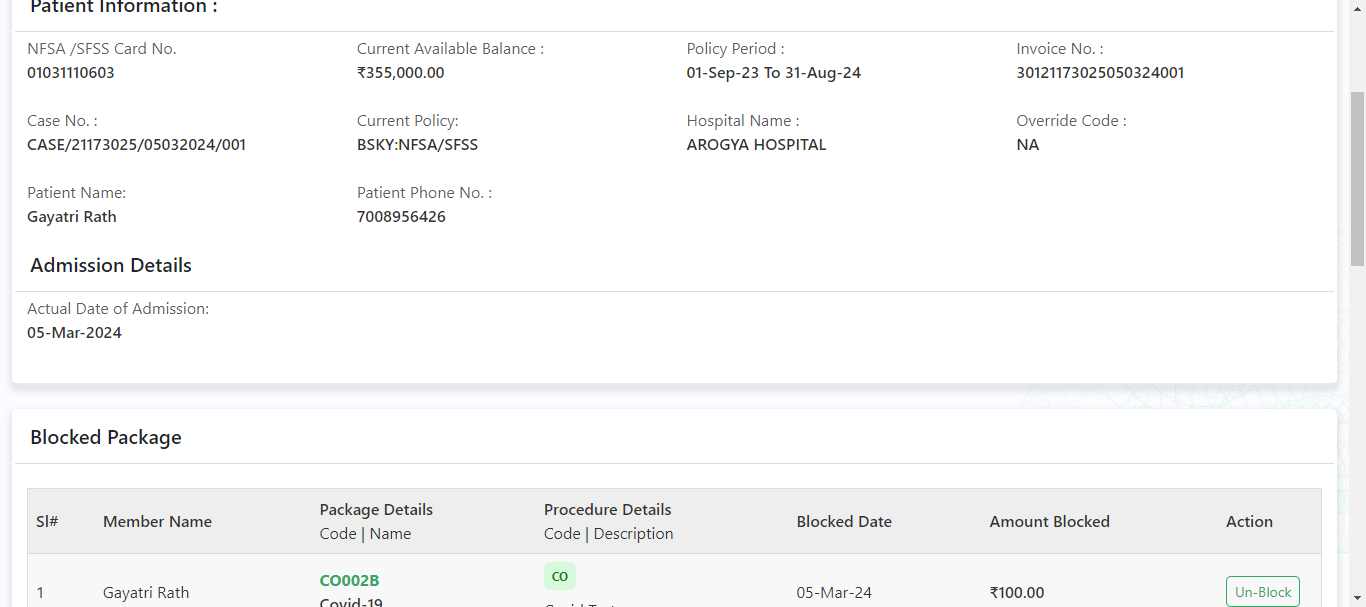 Patient Information :
NFSA /SFSS Card No.
01031110603
Current Available Balance :
₹355,000.00
Policy Period :
01-Sep-23 To 31-Aug-24
Invoice No. :
30121173025050324001
Case No. :
CASE/21173025/05032024/001
Current Policy:
BSKY:NFSA/SFSS
Hospital Name :
AROGYA HOSPITAL
Override Code :
NA
Patient Name:
Gayatri Rath
Patient Phone No. :
7008956426
Admission Details
Actual Date of Admission:
05-Mar-2024
Blocked Package
Sl#
Member Name
Package Details
Code | Name
Procedure Details
Code | Description
Blocked Date
Amount Blocked
Action
1
Gayatri Rath
CO002B
Covid-19
CO
05-Mar-24
₹100.00
Un-Block